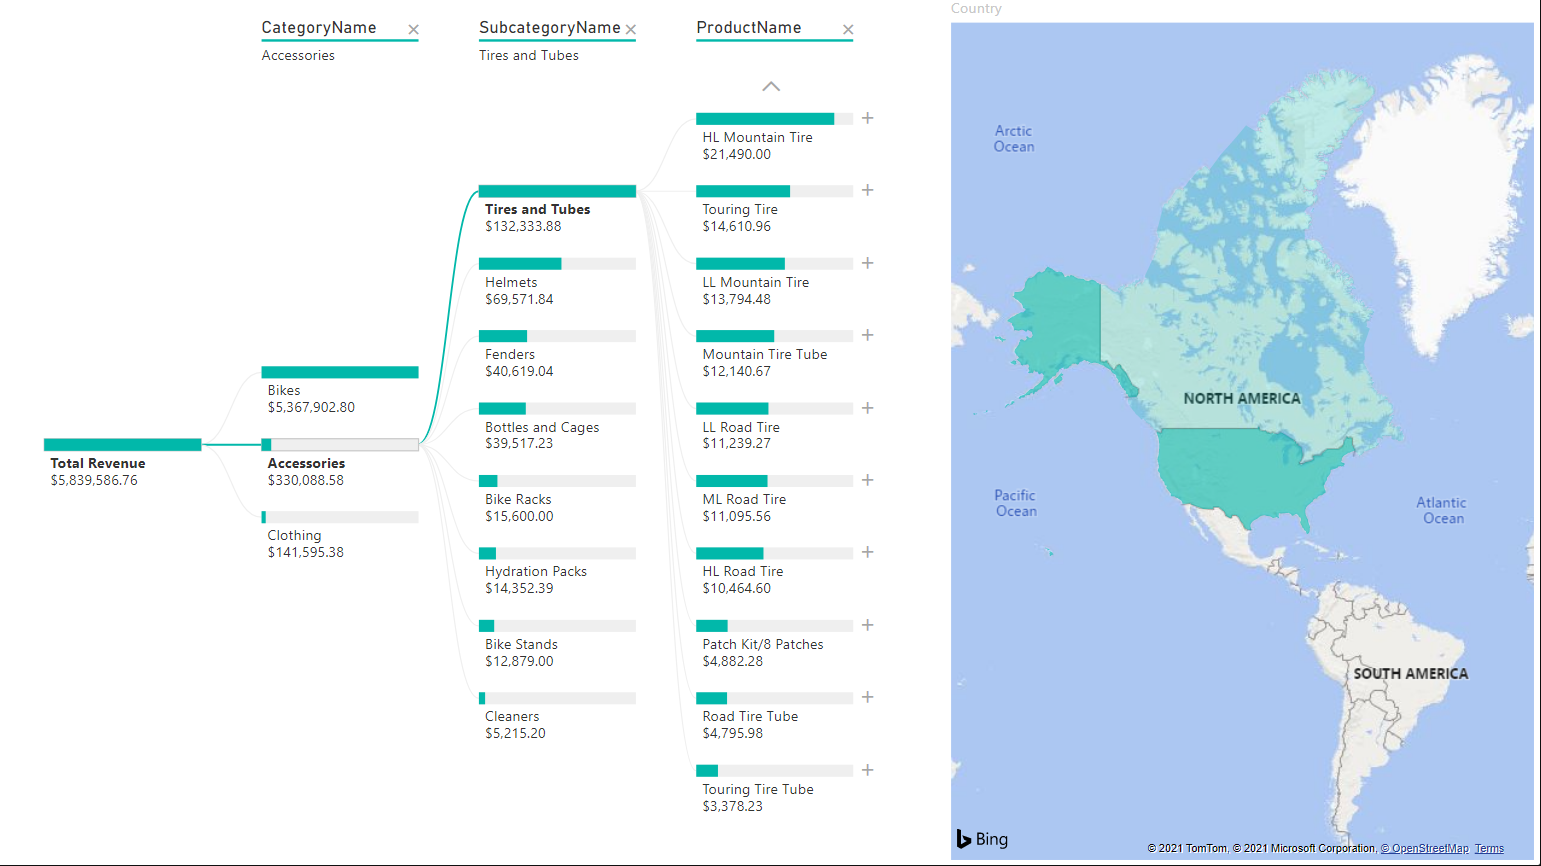 CategoryName
Accessories
SubcategoryName
Tires and Tubes
ProductName
Total Revenue
$5,839,586.76
Bikes
$5,367,902.80
Accessories
$330,088.58
Clothing
$141,595.38
Tires and Tubes
$132,333.88
Helmets
$69,571.84
Fenders
$40,619.04
Bottles and Cages
$39,517.23
Bike Racks
$15,600.00
Hydration Packs
$14,352.39
Bike Stands
$12,879.00
Cleaners
$5,215.20
HL Mountain Tire
$21,490.00
Touring Tire
$14,610.96
LL Mountain Tire
$13,794.48
Mountain Tire Tube
$12,140.67
LL Road Tire
$11,239.27
ML Road Tire
$11,095.56
HL Road Tire
$10,464.60
Patch Kit/8 Patches
$4,882.28
Road Tire Tube
$4,795.98
Touring Tire Tube
$3,378.23
Country
Arctic
Ocean
NORTH AMERICA
Pacific
Ocean
Atlantic
Ocean
SOUTH AMERICA
Bing
© 2021 TomTom, © 2021 Microsoft Corporation, © OpenStreetMap Terms